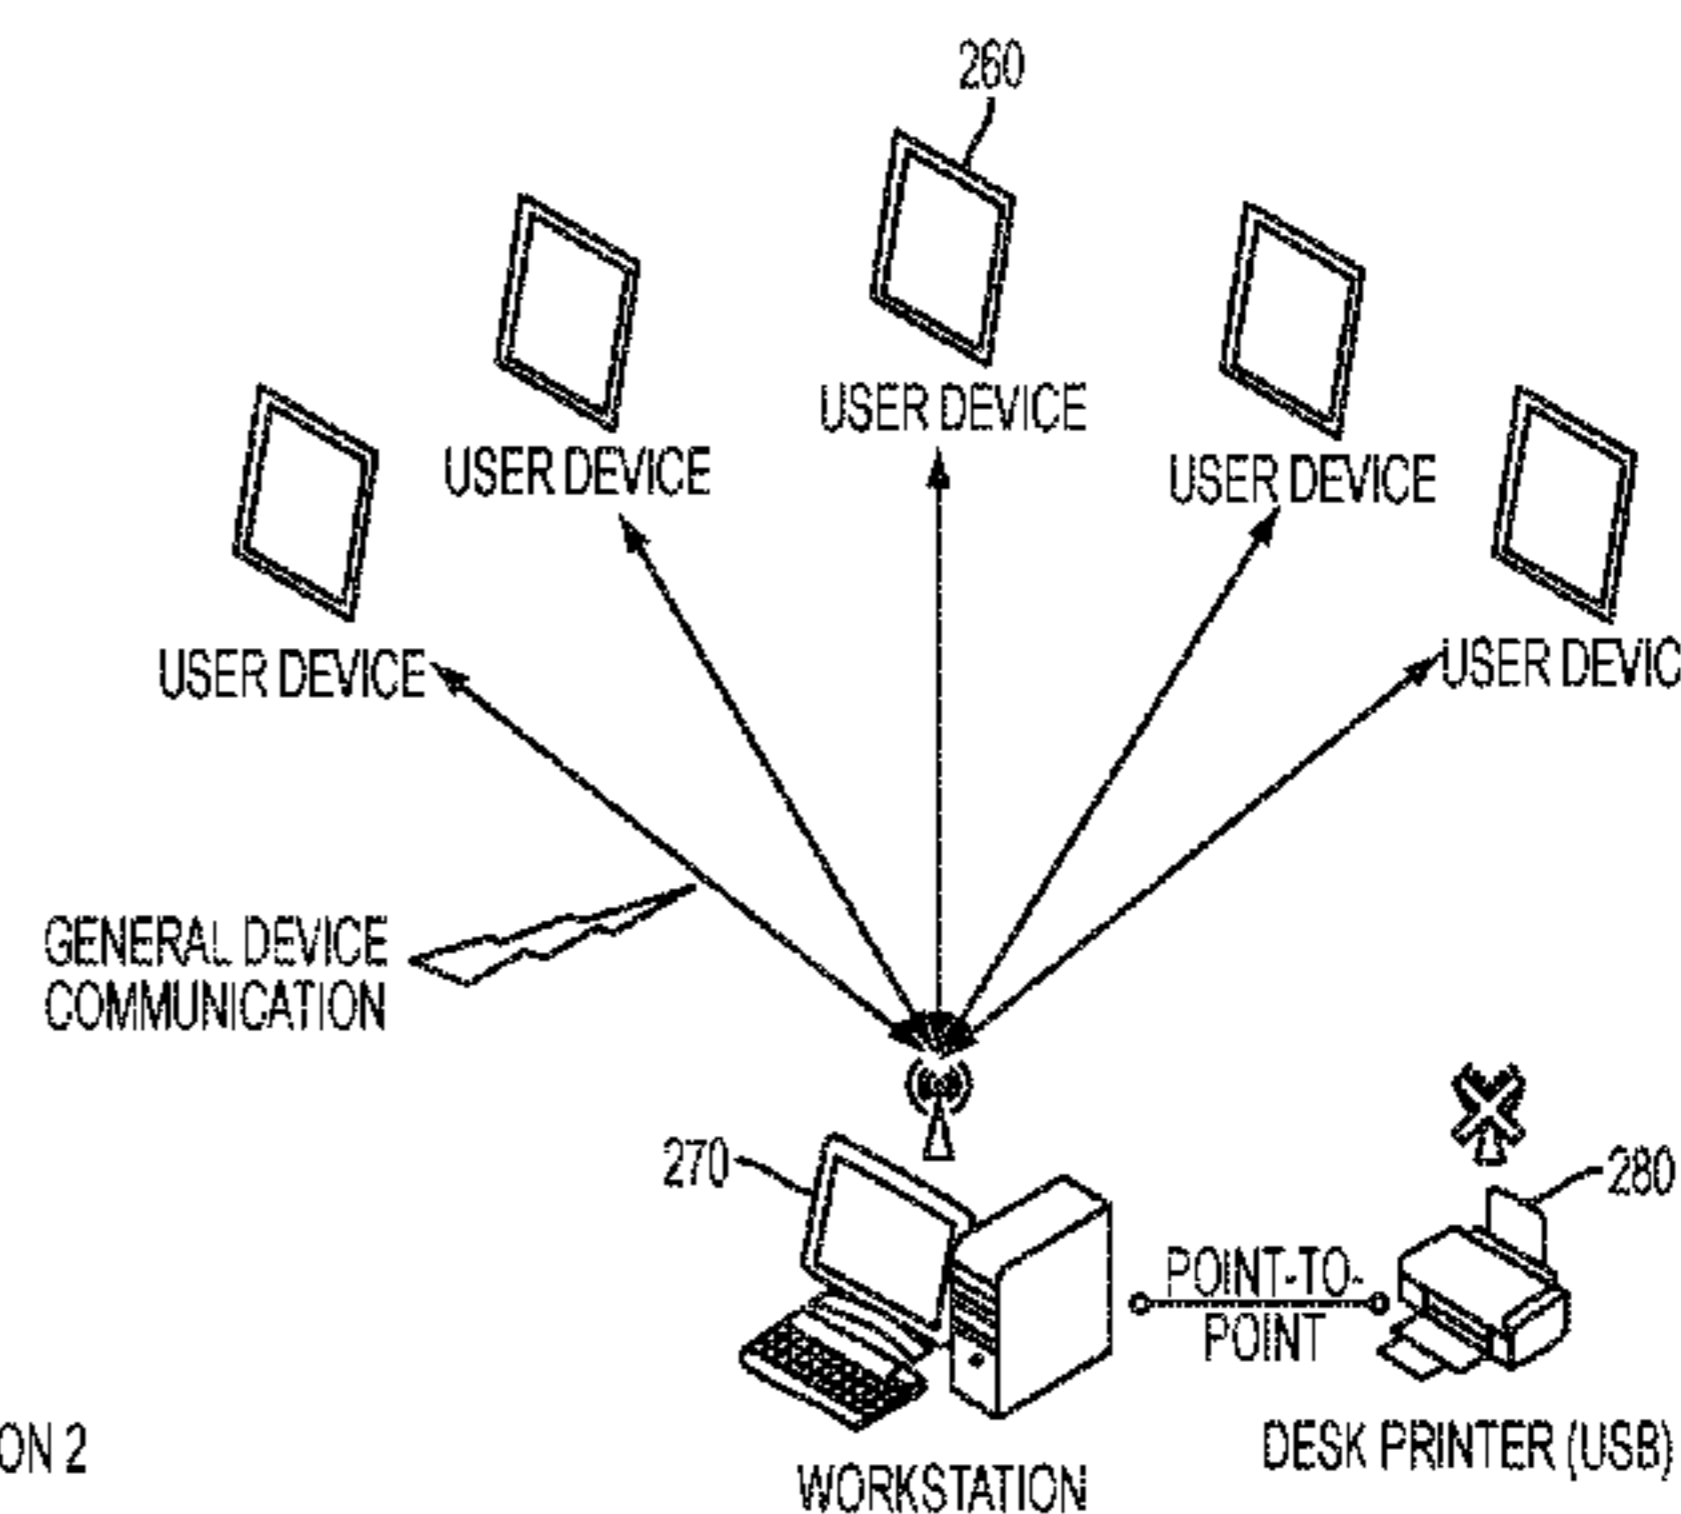 260
USER DEVICE
USER DEVICE
USER DEVICE
USER DEVICE
USER DEVIC
GENERAL DEVICE
COMMUNICATION
270
280
POINT-TO-
POINT
ON 2
WORKSTATION
DESK PRINTER (USB)